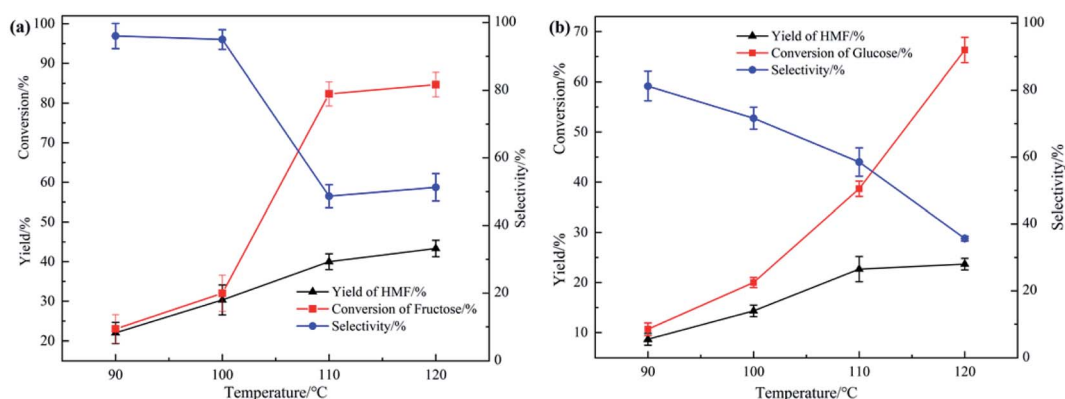 (a)
100
90
80
70
60
50
40
30
20
Conversion/%
Yield/%
100
80
60
40
20
0
Selectivity/%
Yield of HMF/%
Conversion of Fructose/%
Selectivity/%
90 100 110 120
Temperature/°C
(b)
70
60
50
40
30
20
10
Conversion/%
Yield/%
Yield of HMF/%
Conversion of Glucose/%
Selectivity/%
100
80
60
40
20
0
Selectivity/%
90 100 110 120
Temperature/°C